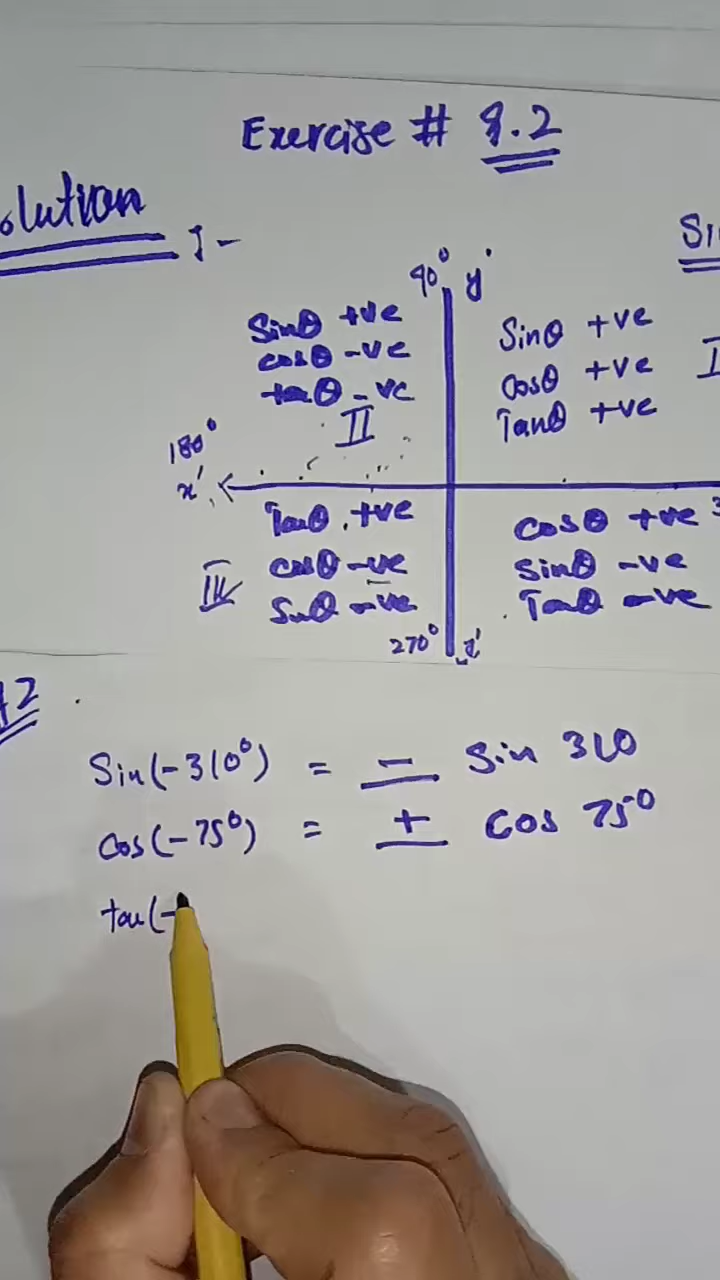 Exercise # 9.2
olution :-
Si
90° y
Sinθ +ve
cosθ -ve
tanθ -ve
II
Sinθ +ve
Cosθ +ve
Tanθ +ve
I
180°
x'
Tanθ +ve
cosθ -ve
Sinθ -ve
III
cosθ +ve 3
sinθ -ve
Tanθ -ve
270°
#2
Sin(-310°) = - Sin 310
Cos(-75°) = + Cos 75°
tan(-